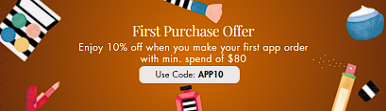 First Purchase Offer
Enjoy 10% off when you make your first app order
with min. spend of $80
Use Code: APP10